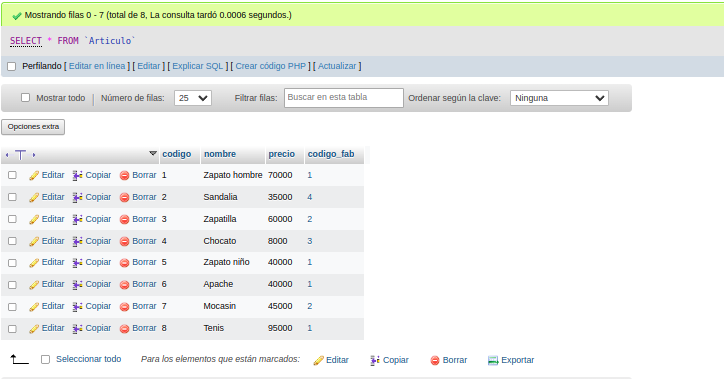 Mostrando filas 0 - 7 (total de 8, La consulta tardó 0.0006 segundos.)
SELECT * FROM `Articulo`
Perfilando [ Editar en línea ] [ Editar ] [ Explicar SQL ] [ Crear código PHP ] [ Actualizar ]
Mostrar todo | Número de filas: 25 Filtrar filas: Buscar en esta tabla Ordenar según la clave: Ninguna
Opciones extra
codigo nombre precio codigo_fab
Editar Copiar Borrar 1 Zapato hombre 70000 1
Editar Copiar Borrar 2 Sandalia 35000 4
Editar Copiar Borrar 3 Zapatilla 60000 2
Editar Copiar Borrar 4 Chocato 8000 3
Editar Copiar Borrar 5 Zapato niño 40000 1
Editar Copiar Borrar 6 Apache 40000 1
Editar Copiar Borrar 7 Mocasin 45000 2
Editar Copiar Borrar 8 Tenis 95000 1
Seleccionar todo Para los elementos que están marcados: Editar Copiar Borrar Exportar